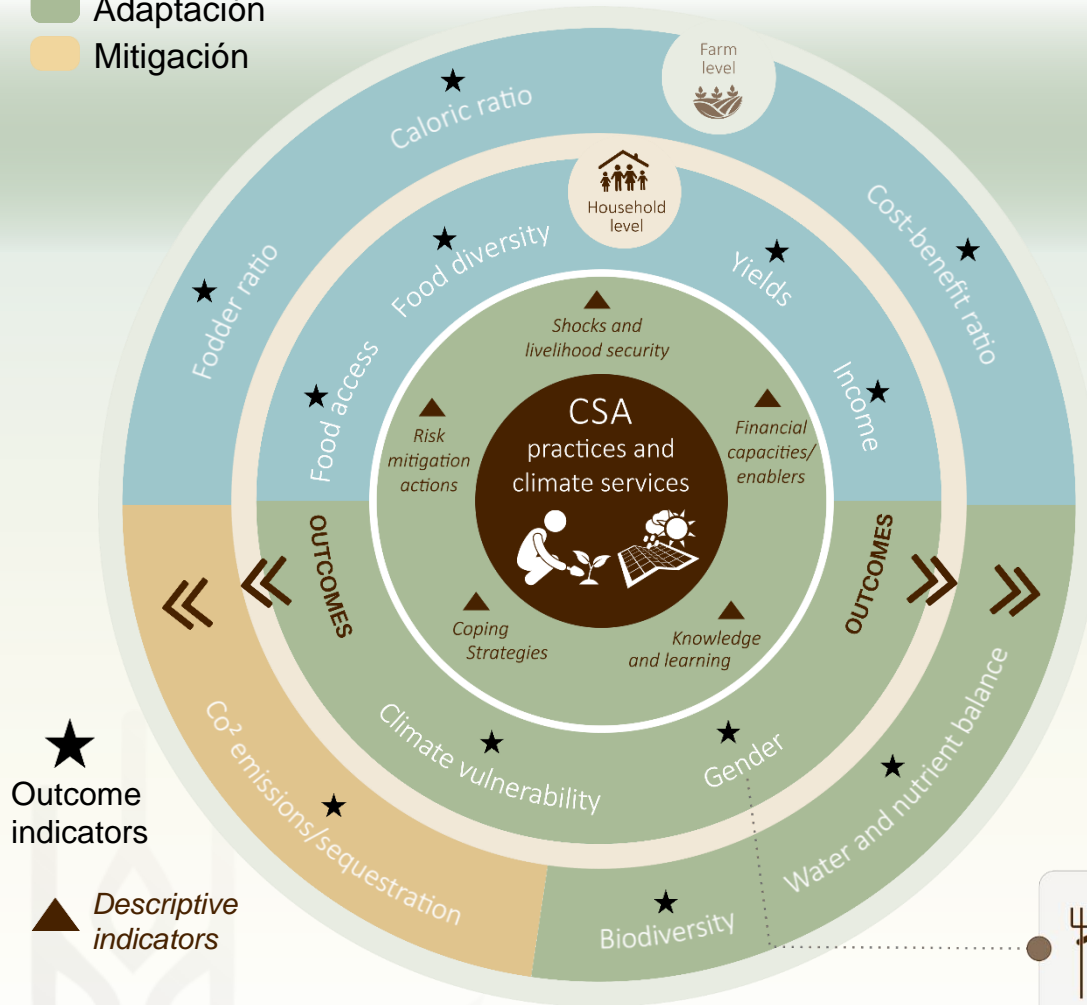 Adaptación
Mitigación
Farm
level
Caloric ratio
Fodder ratio
Cost-benefit ratio
Household
level
Food diversity
Food access
Yields
Income
Shocks and
livelihood security
Risk
mitigation
actions
Financial
capacities/
enablers
CSA
practices and
climate services
Coping
Strategies
Knowledge
and learning
OUTCOMES
OUTCOMES
Climate vulnerability
Gender
Co² emissions/sequestration
Biodiversity
Water and nutrient balance
Outcome
indicators
Descriptive
indicators